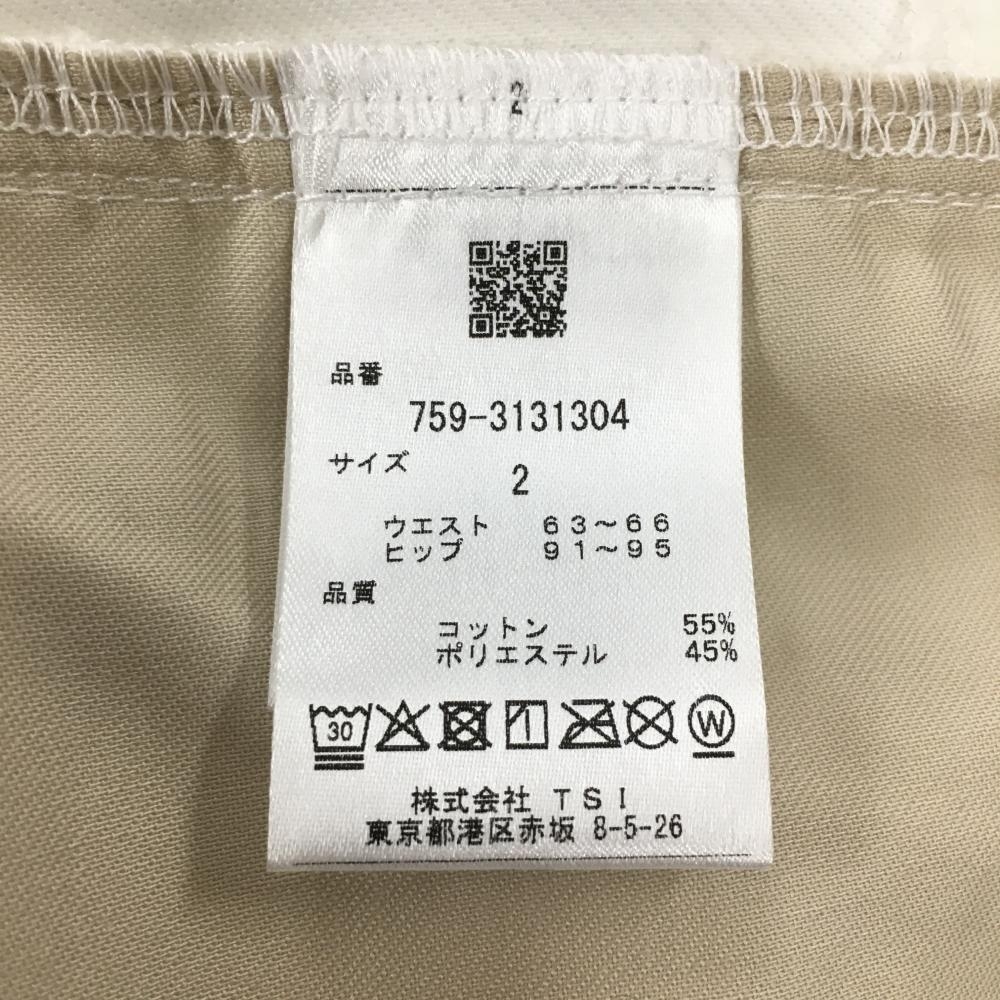 2
品番
759-3131304
サイズ
2
ウエスト 63～66
ヒップ 91～95
品質
コットン 55%
ポリエステル 45%
30
1
W
株式会社 TSI
東京都港区赤坂 8-5-26